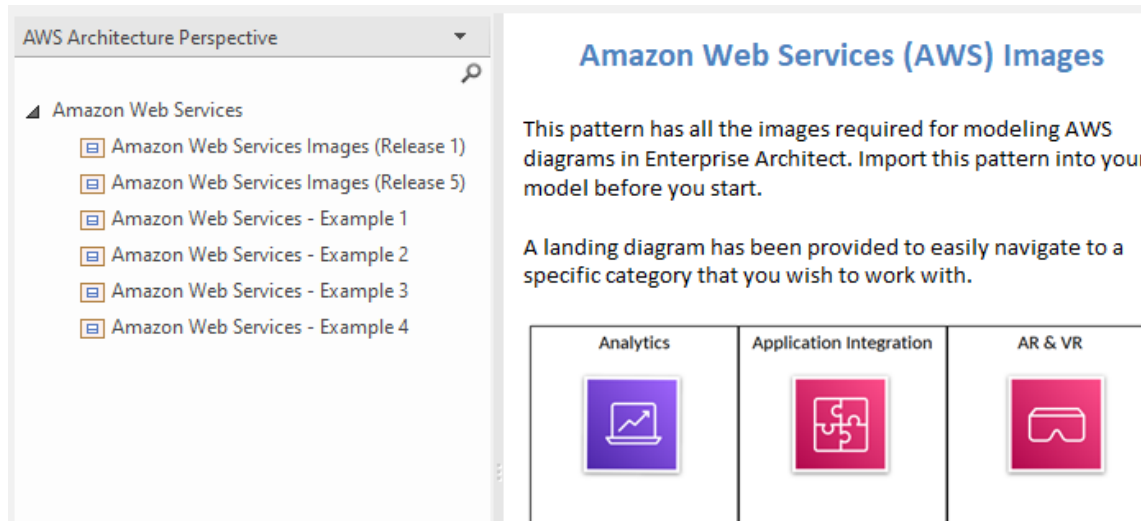 AWS Architecture Perspective
Amazon Web Services
Amazon Web Services Images (Release 1)
Amazon Web Services Images (Release 5)
Amazon Web Services - Example 1
Amazon Web Services - Example 2
Amazon Web Services - Example 3
Amazon Web Services - Example 4
Amazon Web Services (AWS) Images
This pattern has all the images required for modeling AWS
diagrams in Enterprise Architect. Import this pattern into your
model before you start.
A landing diagram has been provided to easily navigate to a
specific category that you wish to work with.
Analytics
Application Integration
AR & VR